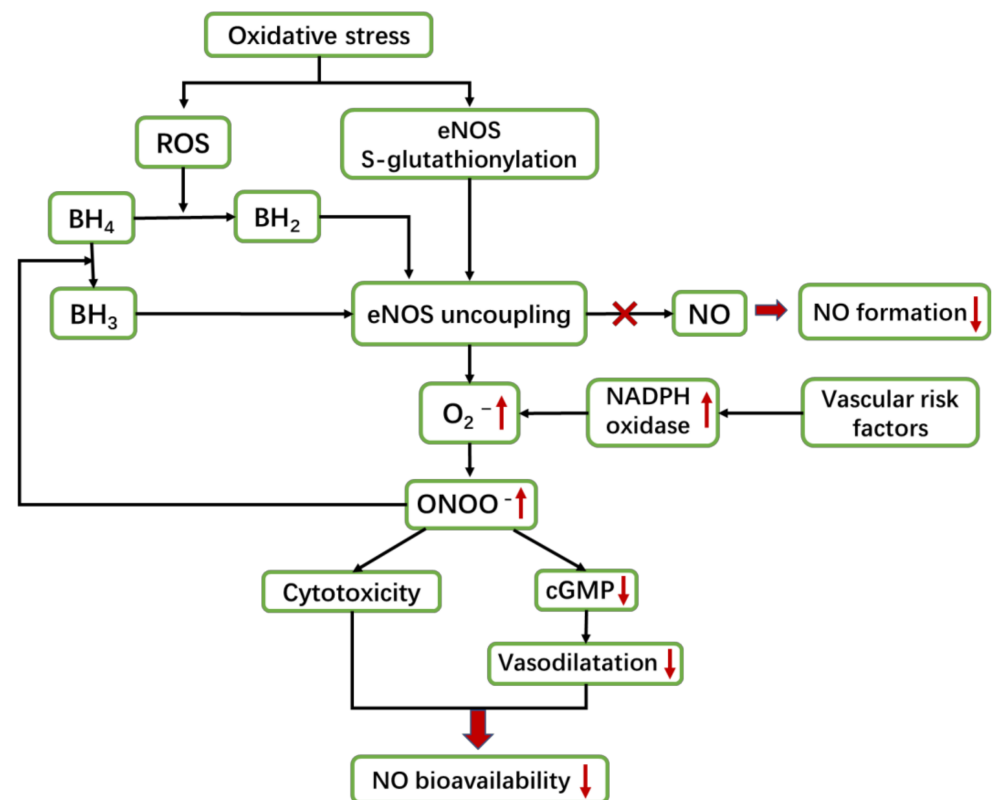 Oxidative stress
ROS
eNOS
S-glutathionylation
BH₄
BH₂
BH₃
eNOS uncoupling
NO
NO formation
O₂ ⁻
NADPH
oxidase
Vascular risk
factors
ONOO ⁻
Cytotoxicity
cGMP
Vasodilatation
NO bioavailability